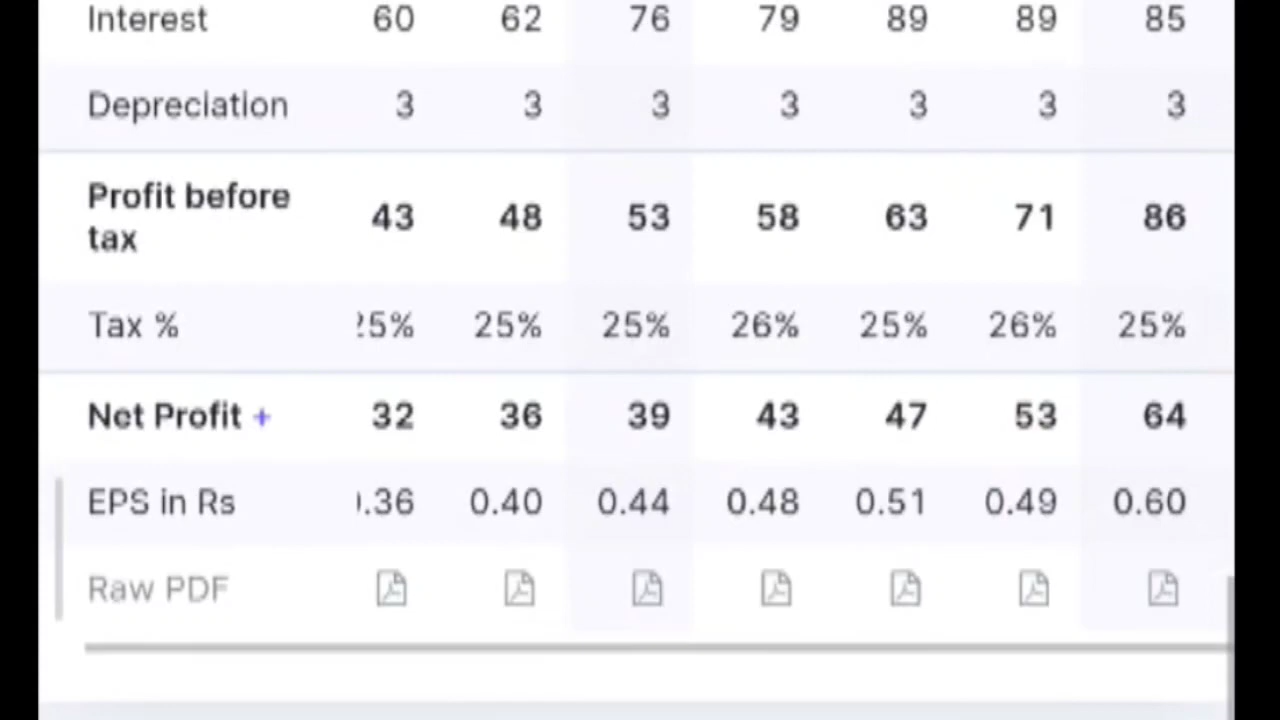 Interest 60 62 76 79 89 89 85
Depreciation 3 3 3 3 3 3 3
Profit before
tax 43 48 53 58 63 71 86
Tax % 25% 25% 25% 26% 25% 26% 25%
Net Profit + 32 36 39 43 47 53 64
EPS in Rs .36 0.40 0.44 0.48 0.51 0.49 0.60
Raw PDF